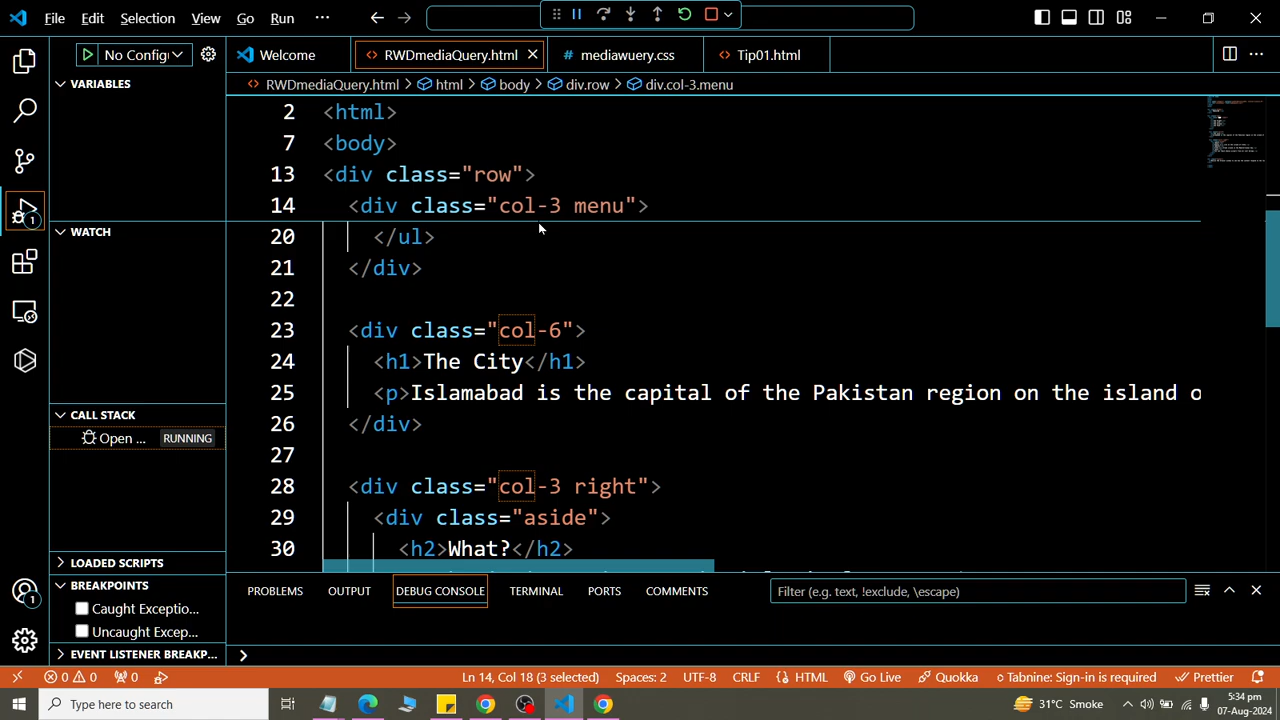 File Edit Selection View Go Run ...
No Config
Welcome
RWDmediaQuery.html
# mediawuery.css
Tip01.html
RWDmediaQuery.html > html > body > div.row > div.col-3.menu
VARIABLES
WATCH
CALL STACK
Open ... RUNNING
LOADED SCRIPTS
BREAKPOINTS
Caught Exceptio...
Uncaught Excep...
EVENT LISTENER BREAKP...
2 <html>
7 <body>
13 <div class="row">
14 <div class="col-3 menu">
20 </ul>
21 </div>
22
23 <div class="col-6">
24 <h1>The City</h1>
25 <p>Islamabad is the capital of the Pakistan region on the island o
26 </div>
27
28 <div class="col-3 right">
29 <div class="aside">
30 <h2>What?</h2>
PROBLEMS OUTPUT DEBUG CONSOLE TERMINAL PORTS COMMENTS
Filter (e.g. text, !exclude, \escape)
0 0 0 Ln 14, Col 18 (3 selected) Spaces: 2 UTF-8 CRLF HTML Go Live Quokka Tabnine: Sign-in is required Prettier
Type here to search
31°C Smoke
5:34 pm
07-Aug-2024